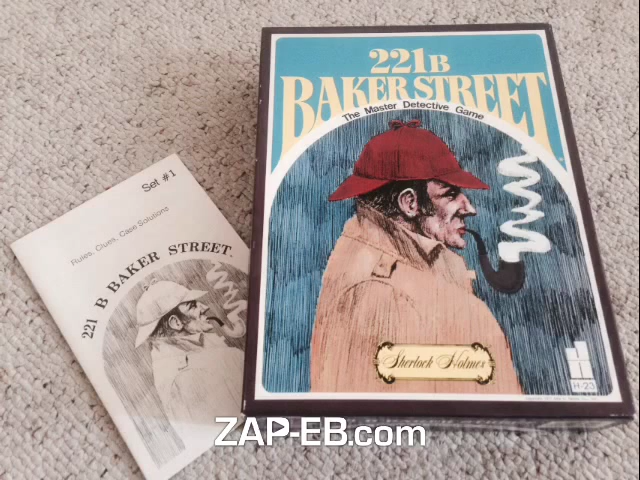 221B
BAKER STREET
The Master Detective Game
Sherlock Holmes
H-23
Set #1
Rules, Clues, Case Solutions
221 B BAKER STREET.
ZAP-EB.com